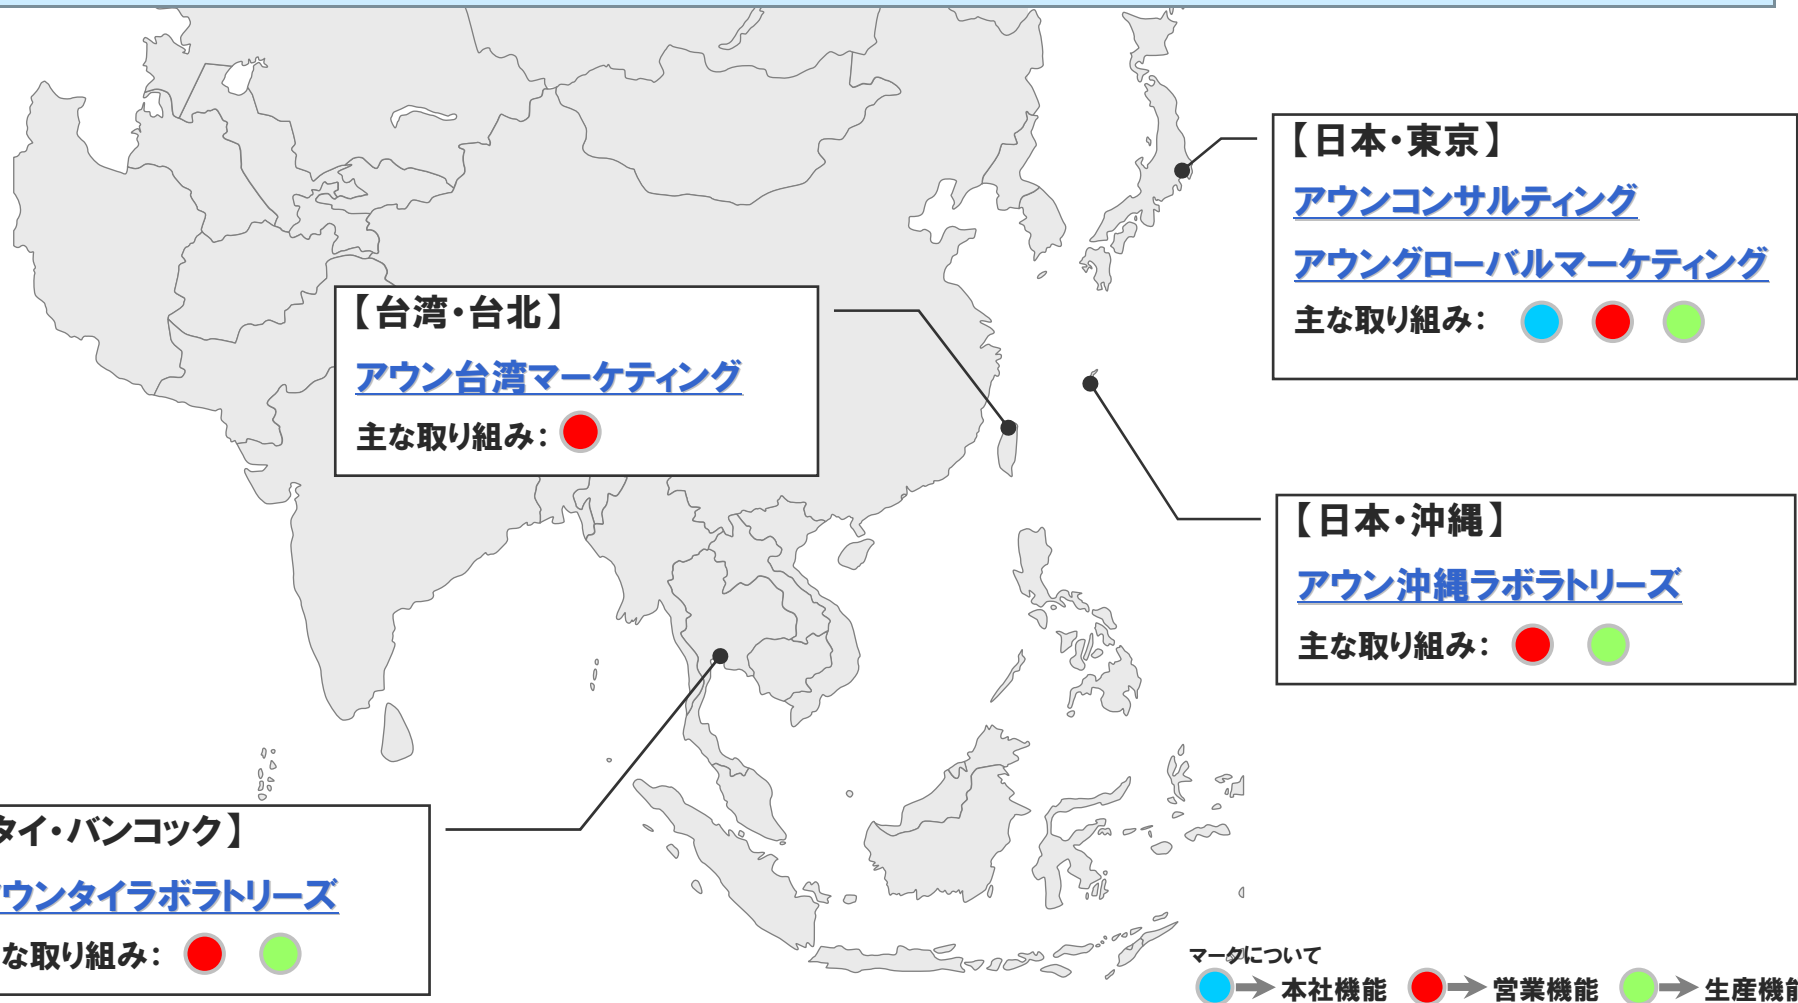 【日本・東京】
アウンコンサルティング
アウングローバルマーケティング
主な取り組み：
【台湾・台北】
アウン台湾マーケティング
主な取り組み：
【日本・沖縄】
アウン沖縄ラボラトリーズ
主な取り組み：
タイ・バンコック】
ウンタイラボラトリーズ
な取り組み：
マークについて
本社機能 営業機能 生産機能